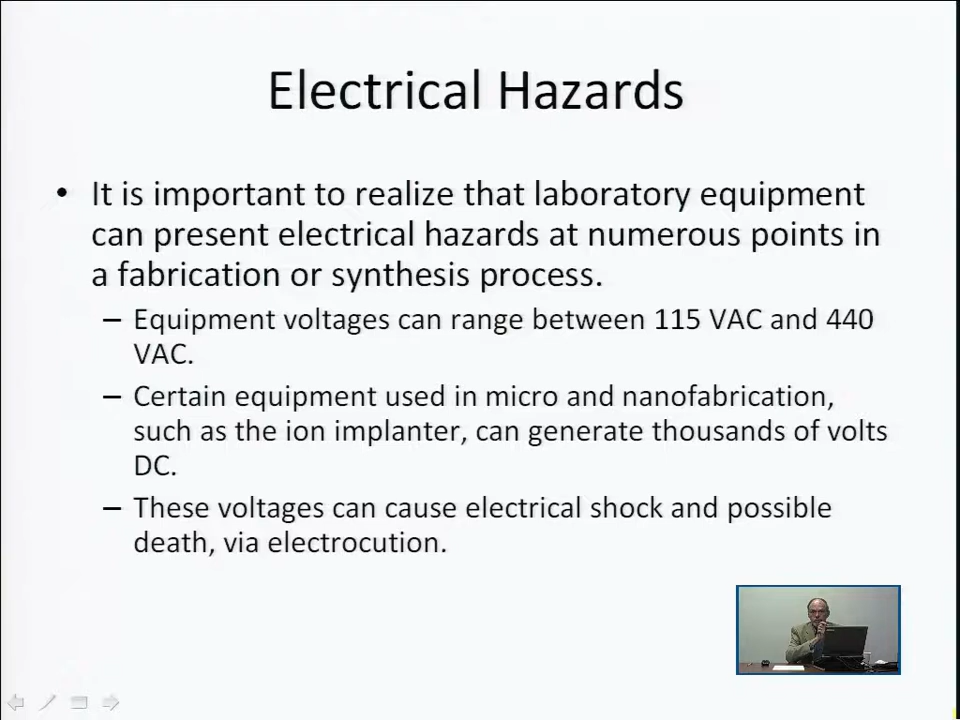 Electrical Hazards
• It is important to realize that laboratory equipment
can present electrical hazards at numerous points in
a fabrication or synthesis process.
– Equipment voltages can range between 115 VAC and 440
VAC.
– Certain equipment used in micro and nanofabrication,
such as the ion implanter, can generate thousands of volts
DC.
– These voltages can cause electrical shock and possible
death, via electrocution.